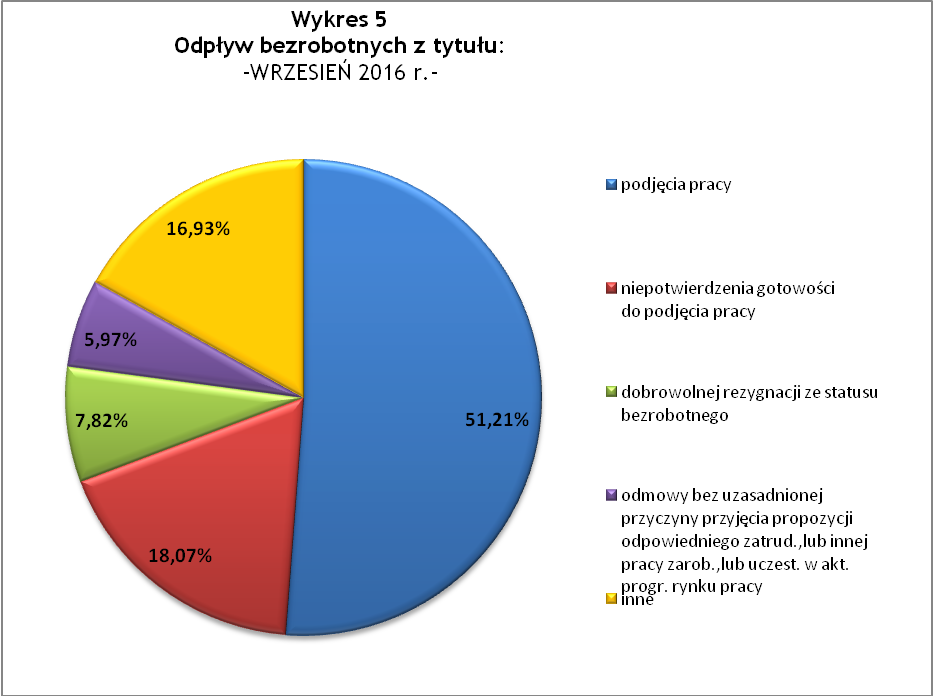 Wykres 5
Odpływ bezrobotnych z tytułu:
-WRZESIEŃ 2016 r.-
16,93%
5,97%
7,82%
18,07%
51,21%
podjęcia pracy
niepotwierdzenia gotowości
do podjęcia pracy
dobrowolnej rezygnacji ze statusu
bezrobotnego
odmowy bez uzasadnionej
przyczyny przyjęcia propozycji
odpowiedniego zatrud.,lub innej
pracy zarob.,lub uczest. w akt.
progr. rynku pracy
inne